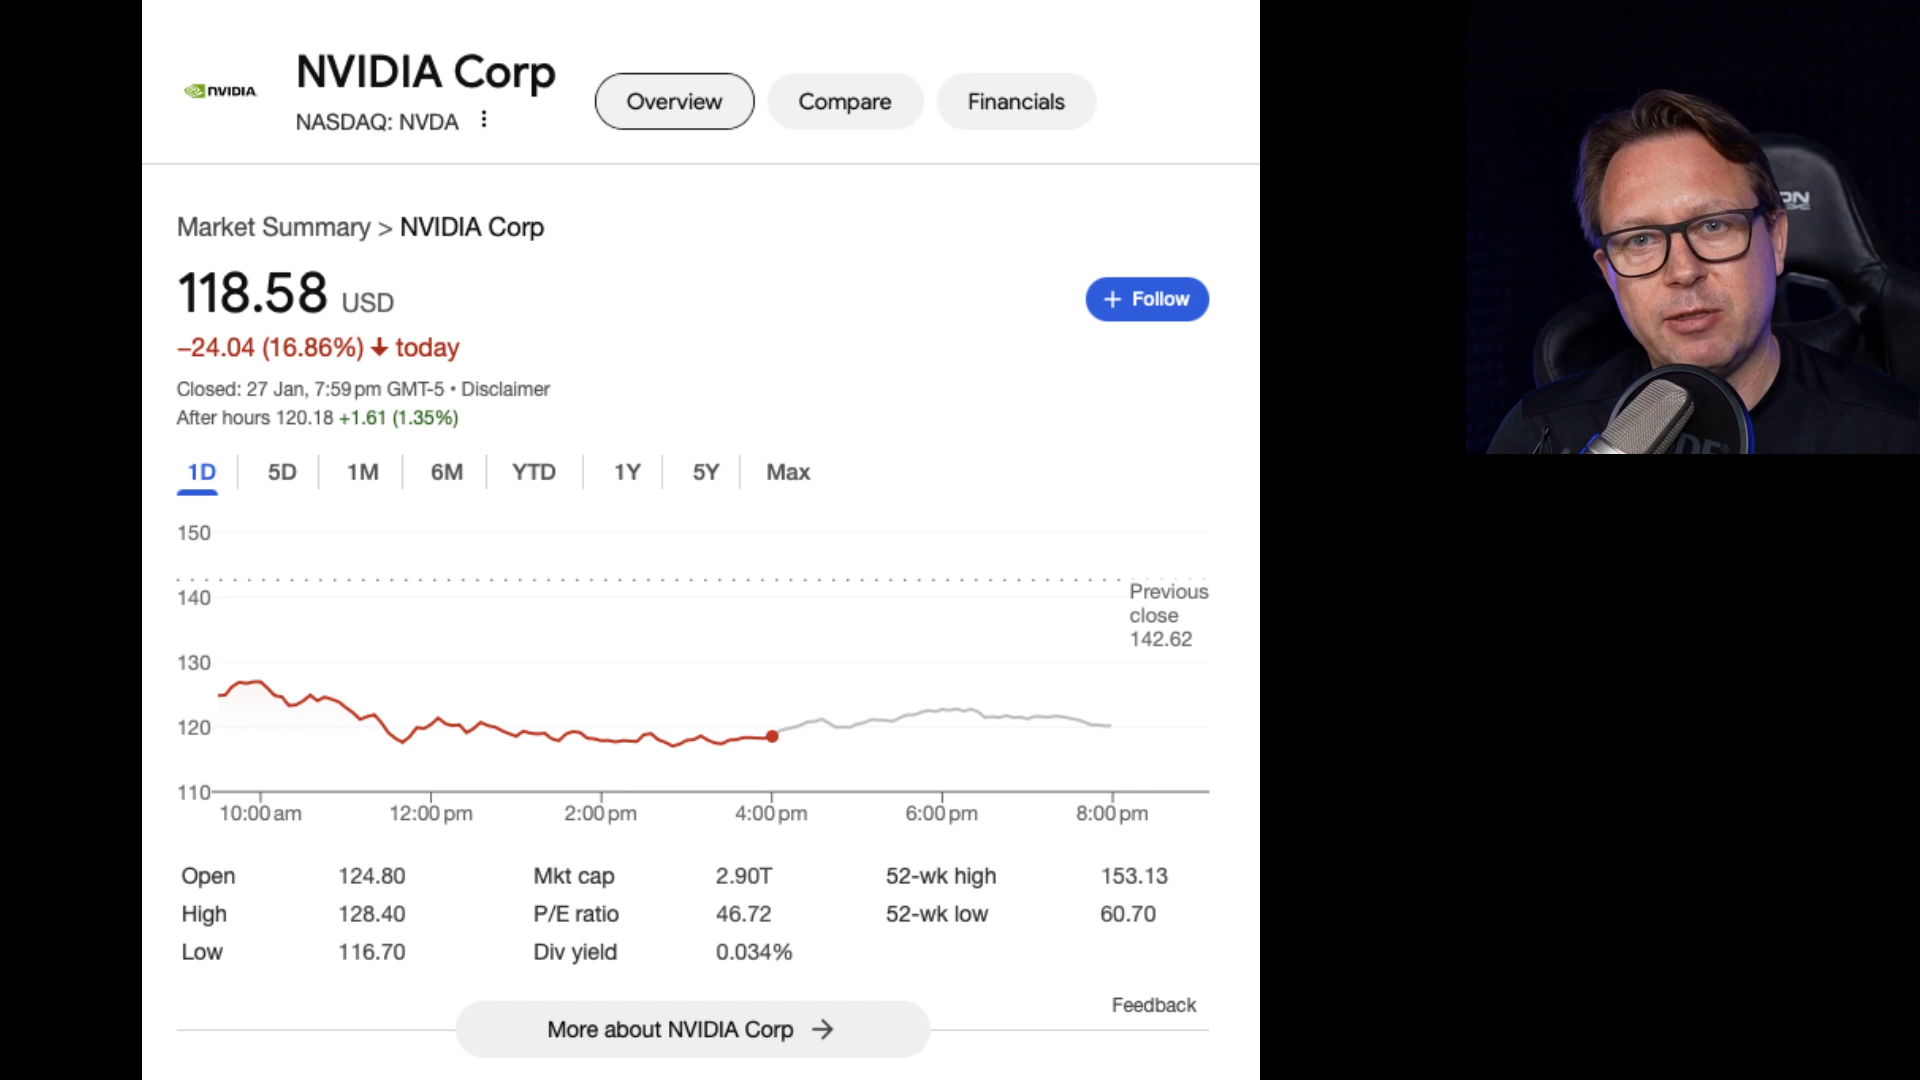 NVIDIA
NVIDIA Corp
NASDAQ: NVDA
Overview
Compare
Financials
Market Summary > NVIDIA Corp
118.58 USD
+ Follow
−24.04 (16.86%) ↓ today
Closed: 27 Jan, 7:59 pm GMT-5 • Disclaimer
After hours 120.18 +1.61 (1.35%)
1D 5D 1M 6M YTD 1Y 5Y Max
150
140
130
120
110
Previous
close
142.62
10:00 am 12:00 pm 2:00 pm 4:00 pm 6:00 pm 8:00 pm
Open 124.80 Mkt cap 2.90T 52-wk high 153.13
High 128.40 P/E ratio 46.72 52-wk low 60.70
Low 116.70 Div yield 0.034%
Feedback
More about NVIDIA Corp →